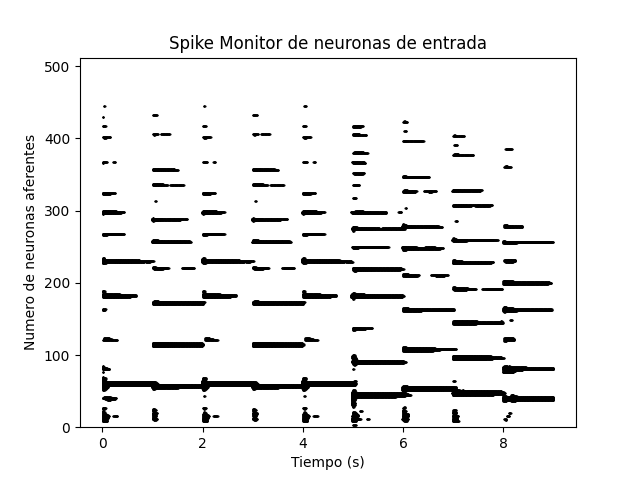 Spike Monitor de neuronas de entrada
500
400
300
200
100
0
Numero de neuronas aferentes
0 2 4 6 8
Tiempo (s)